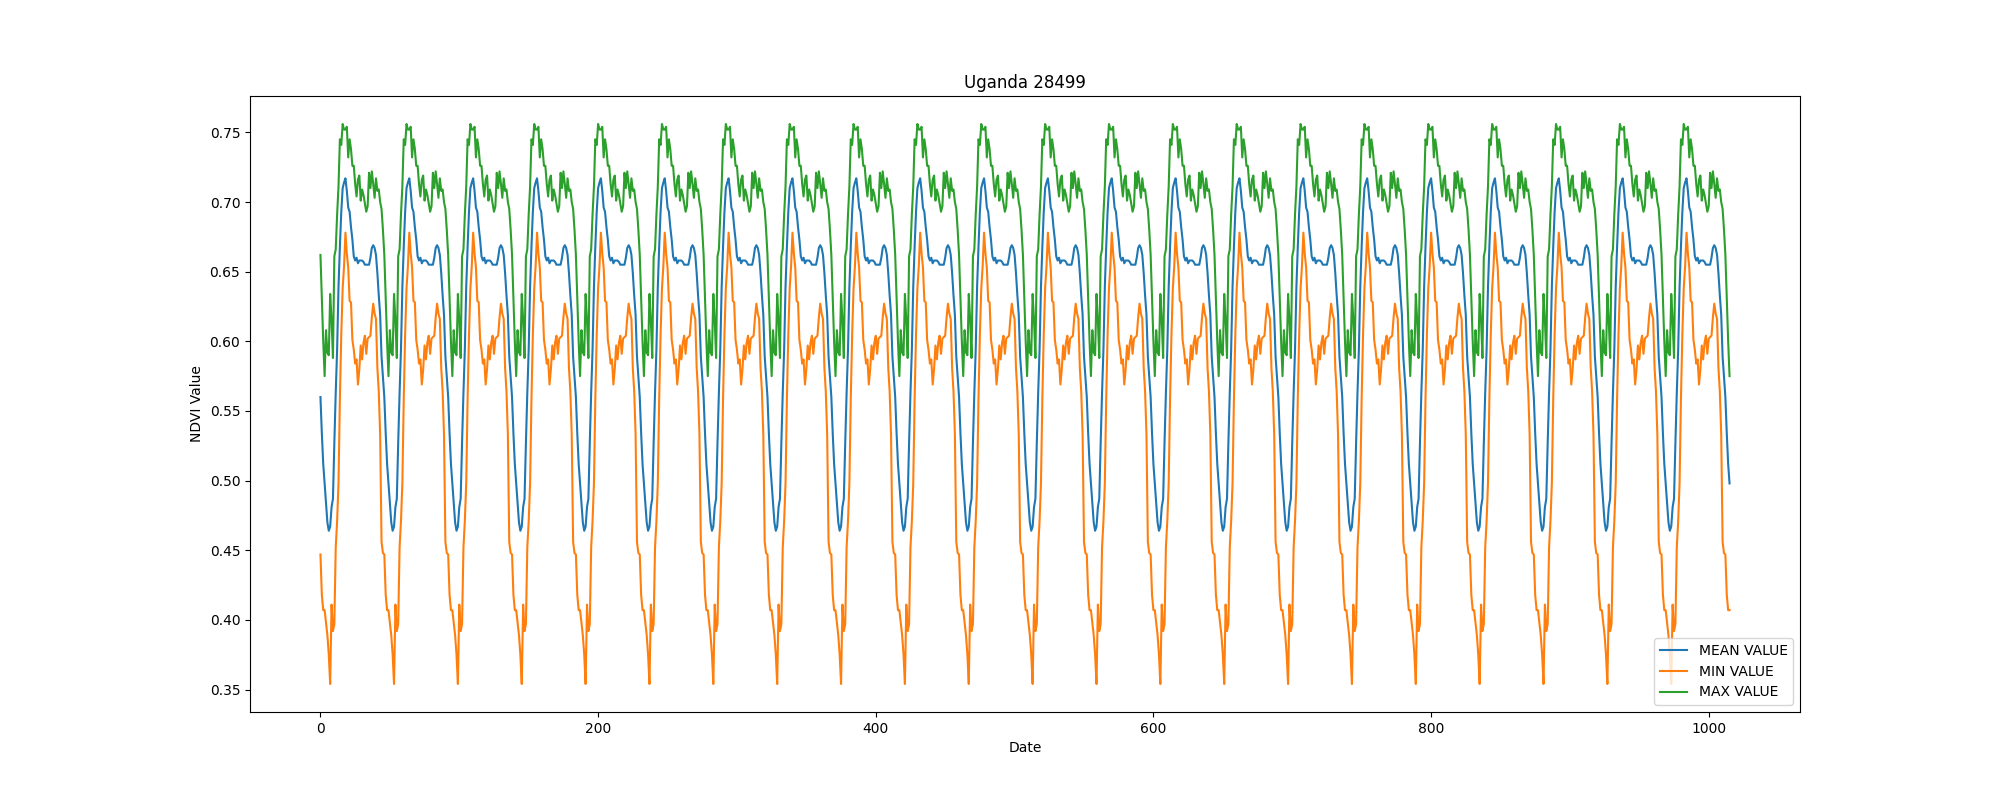 Uganda 28499
NDVI Value
0.75
0.70
0.65
0.60
0.55
0.50
0.45
0.40
0.35
MEAN VALUE
MIN VALUE
MAX VALUE
0 200 400 600 800 1000
Date